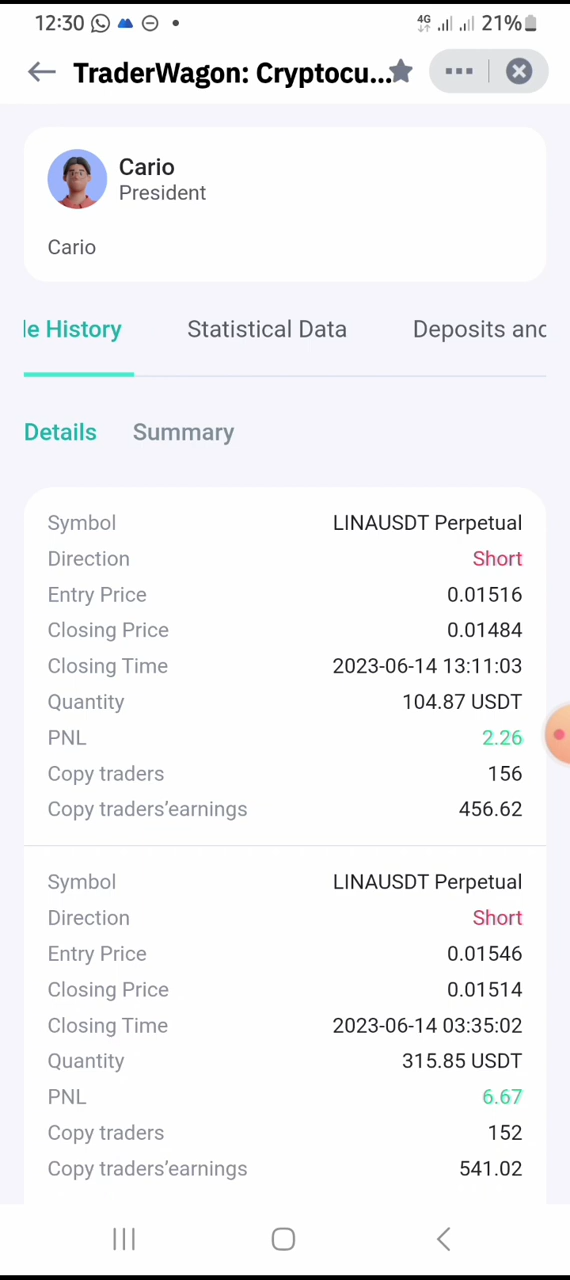 12:30 4G 21%
TraderWagon: Cryptocu...
Cario
President
Cario
le History Statistical Data Deposits and
Details Summary
Symbol LINAUSDT Perpetual
Direction Short
Entry Price 0.01516
Closing Price 0.01484
Closing Time 2023-06-14 13:11:03
Quantity 104.87 USDT
PNL 2.26
Copy traders 156
Copy traders'earnings 456.62
Symbol LINAUSDT Perpetual
Direction Short
Entry Price 0.01546
Closing Price 0.01514
Closing Time 2023-06-14 03:35:02
Quantity 315.85 USDT
PNL 6.67
Copy traders 152
Copy traders'earnings 541.02